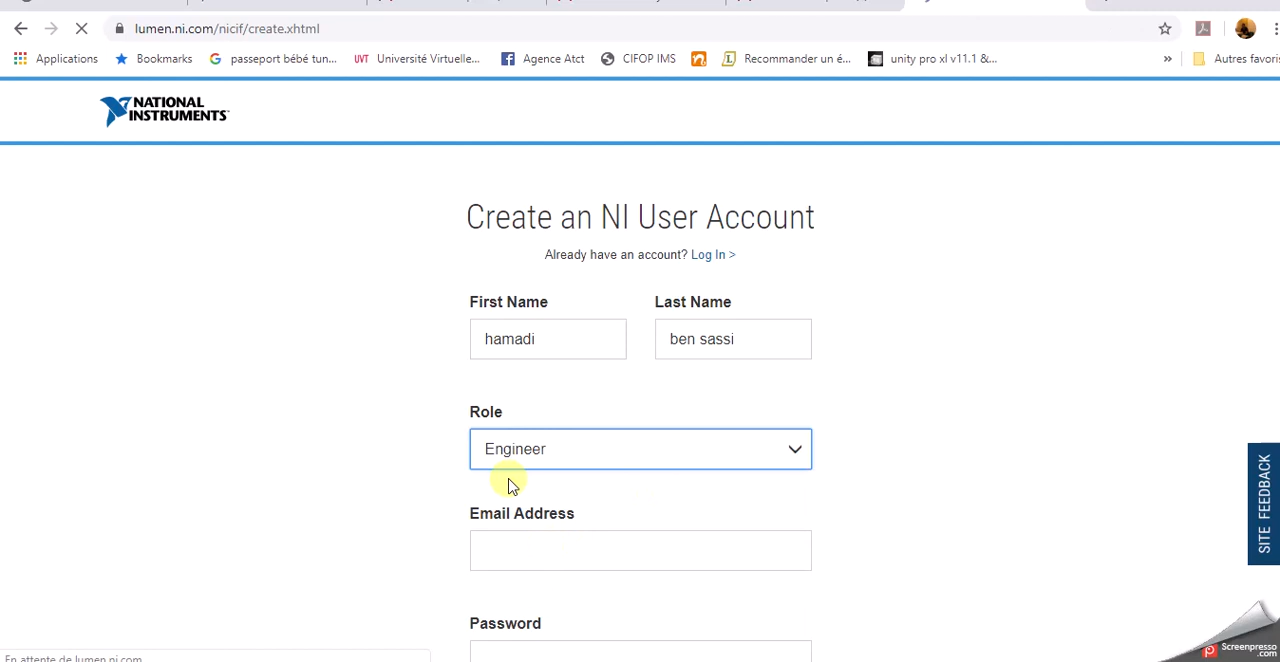 lumen.ni.com/nicif/create.xhtml
Applications
Bookmarks
passeport bébé tun...
UVT Université Virtuelle...
Agence Atct
CIFOP IMS
Recommander un é...
unity pro xl v11.1 &...
»
Autres favoris
NATIONAL
INSTRUMENTS
Create an NI User Account
Already have an account? Log In >
First Name
Last Name
hamadi
ben sassi
Role
Engineer
Email Address
Password
SITE FEEDBACK
En attente de lumen.ni.com
Screenpresso
.com